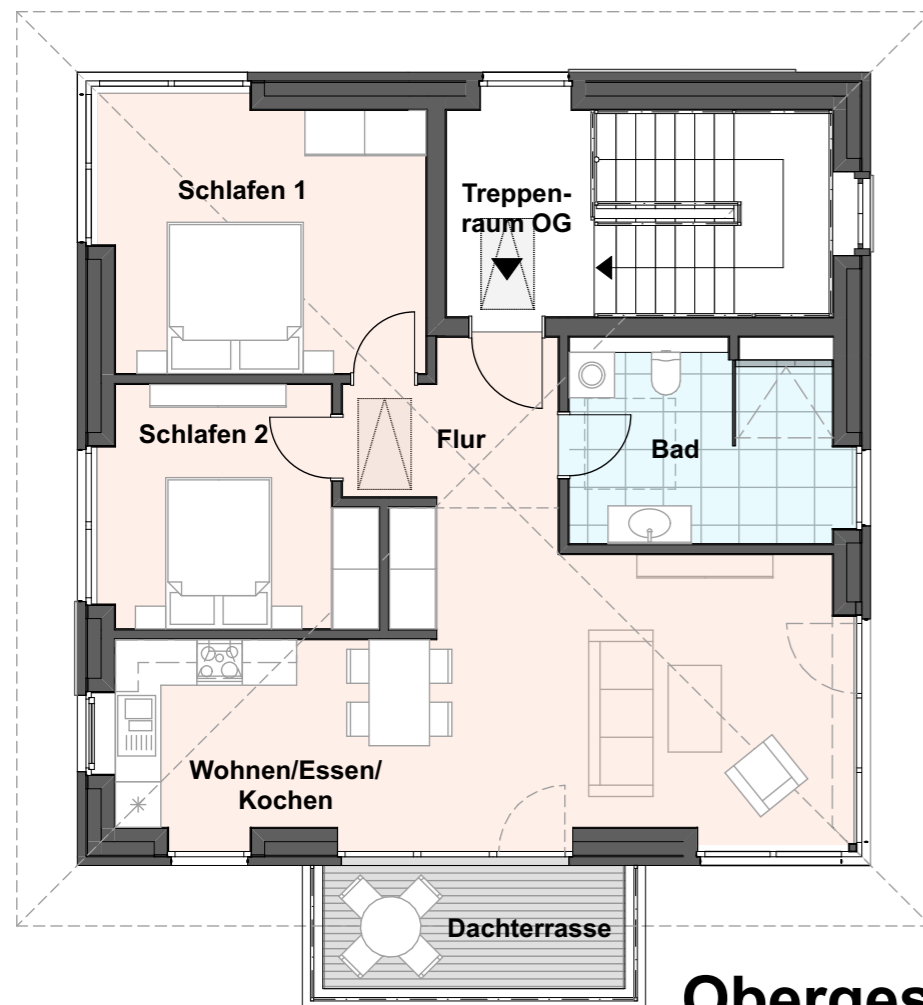 Schlafen 1
Treppen-
raum OG
Schlafen 2
Flur
Bad
Wohnen/Essen/
Kochen
Dachterrasse